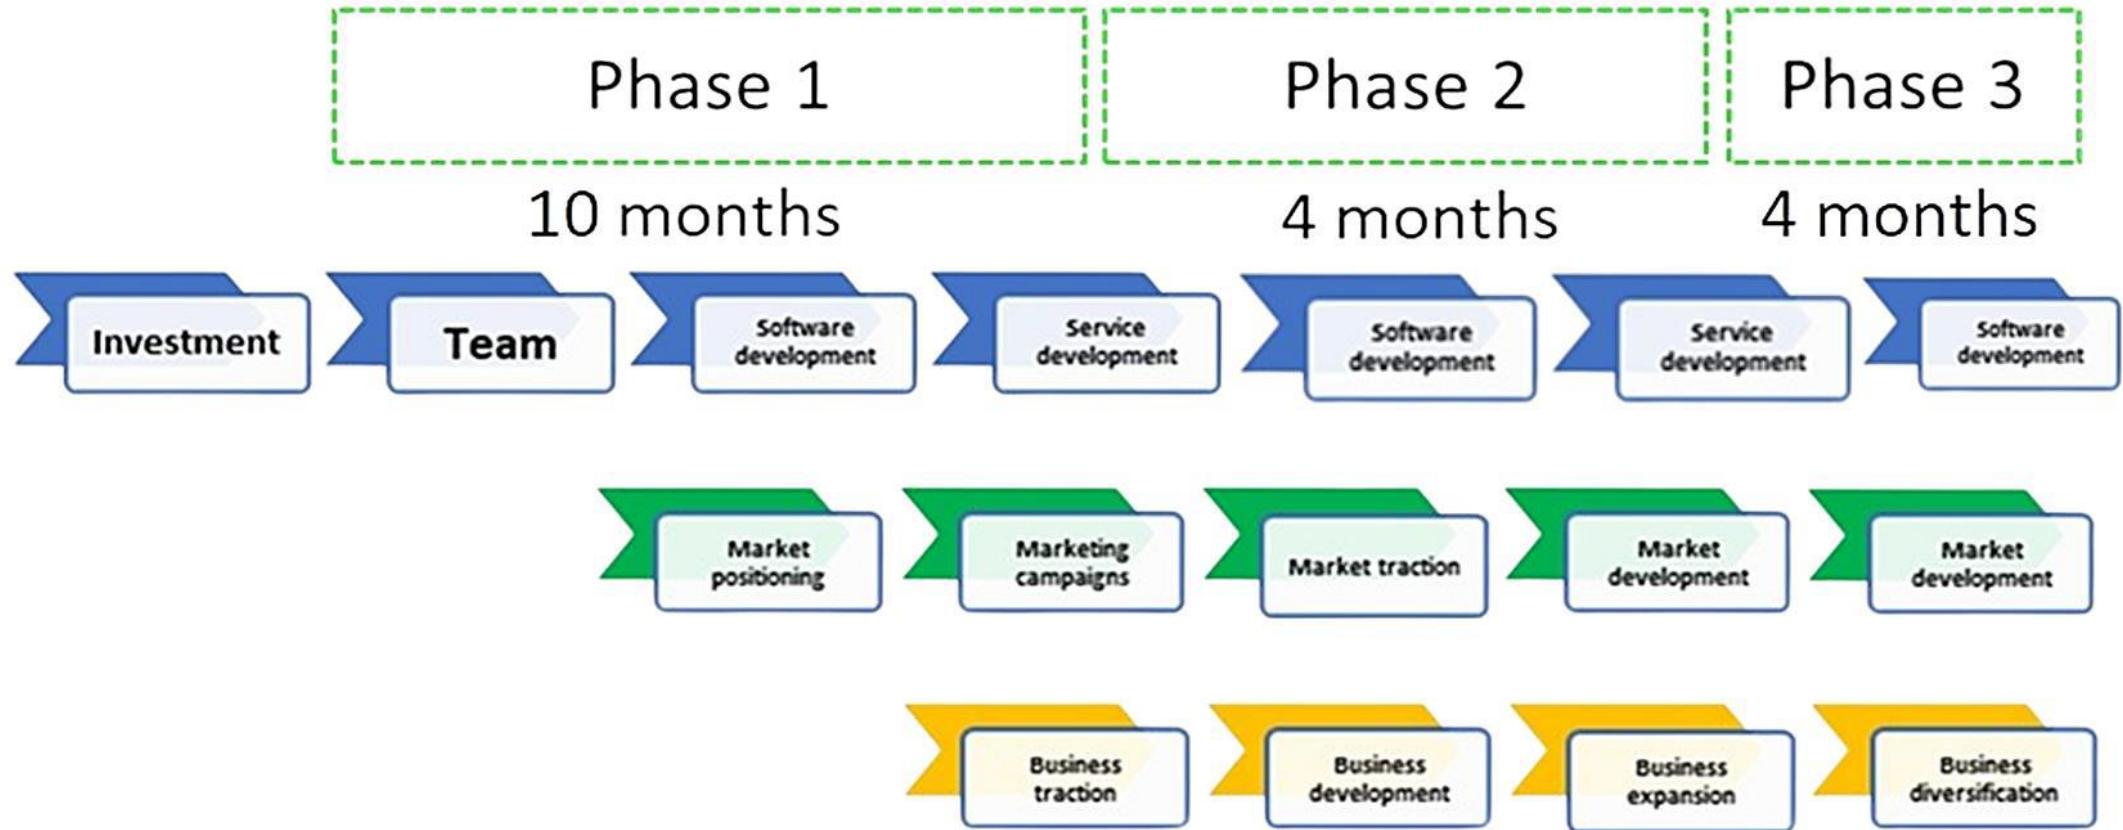 Phase 1
Phase 2
Phase 3
10 months
4 months
4 months
Investment
Team
Software
development
Service
development
Software
development
Service
development
Software
development
Market
positioning
Marketing
campaigns
Market traction
Market
development
Market
development
Business
traction
Business
development
Business
expansion
Business
diversification